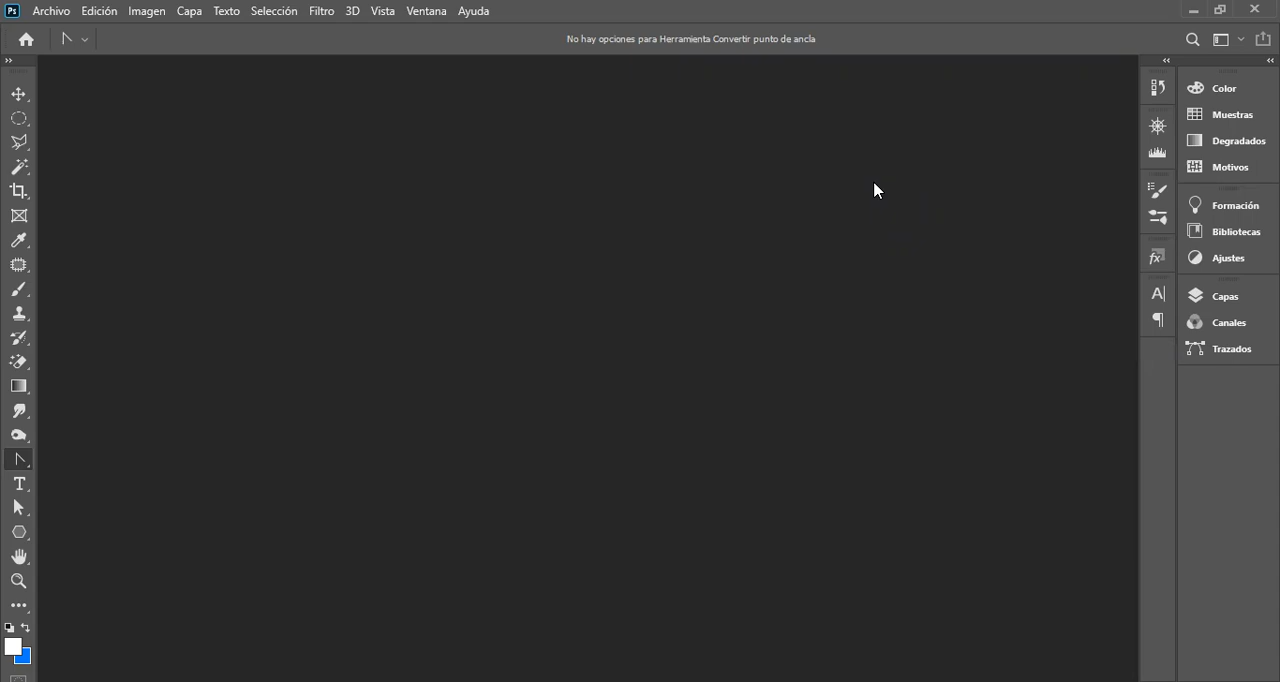 Ps Archivo Edición Imagen Capa Texto Selección Filtro 3D Vista Ventana Ayuda
No hay opciones para Herramienta Convertir punto de ancla
Color
Muestras
Degradados
Motivos
Formación
Bibliotecas
Ajustes
Capas
Canales
Trazados